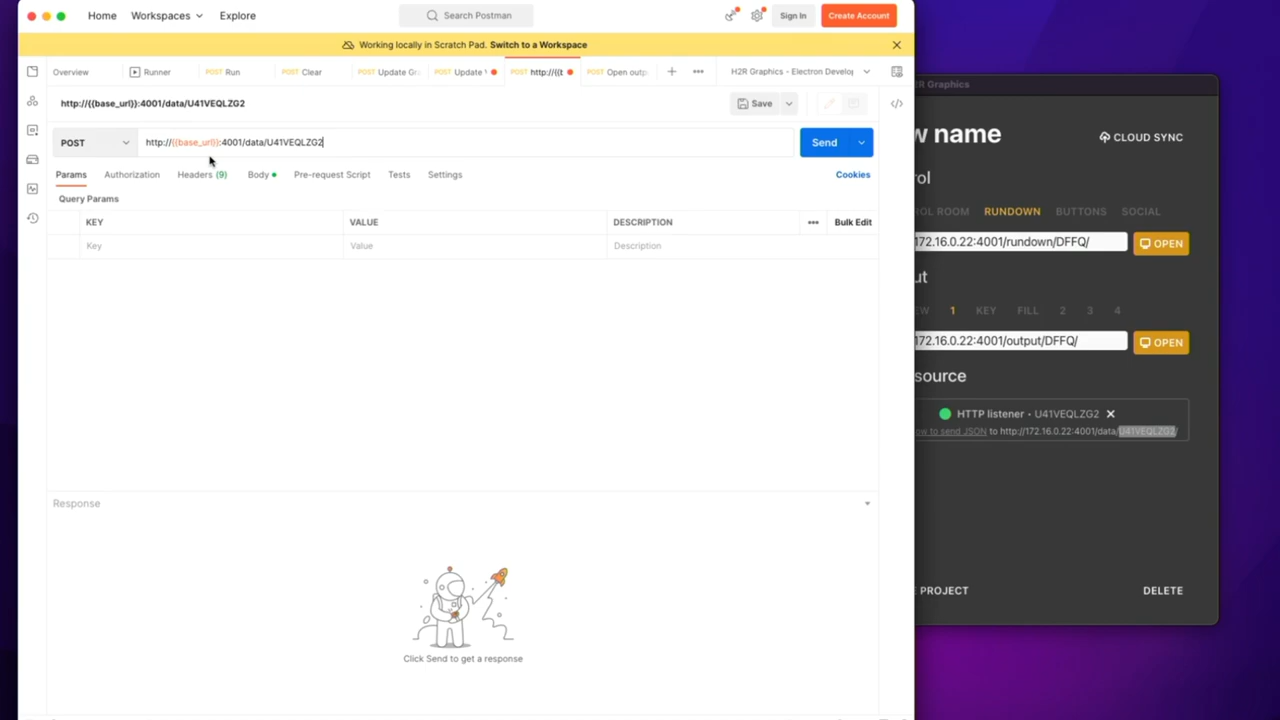 Home Workspaces Explore Search Postman Sign In Create Account
Working locally in Scratch Pad. Switch to a Workspace
Overview Runner POST Run POST Clear POST Update Gr POST Update POST http://{{t POST Open outp H2R Graphics - Electron Develop
http://{{base_url}}:4001/data/U41VEQLZG2 Save
POST http://{{base_url}}:4001/data/U41VEQLZG2 Send
Params Authorization Headers (9) Body Pre-request Script Tests Settings Cookies
Query Params
KEY VALUE DESCRIPTION Bulk Edit
Key Value Description
Response
Click Send to get a response
2R Graphics
w name CLOUD SYNC
rol
ROL ROOM RUNDOWN BUTTONS SOCIAL
172.16.0.22:4001/rundown/DFFQ/ OPEN
ut
EW 1 KEY FILL 2 3 4
172.16.0.22:4001/output/DFFQ/ OPEN
source
HTTP listener • U41VEQLZG2
ow to send JSON to http://172.16.0.22:4001/data/U41VEQLZG2/
PROJECT DELETE